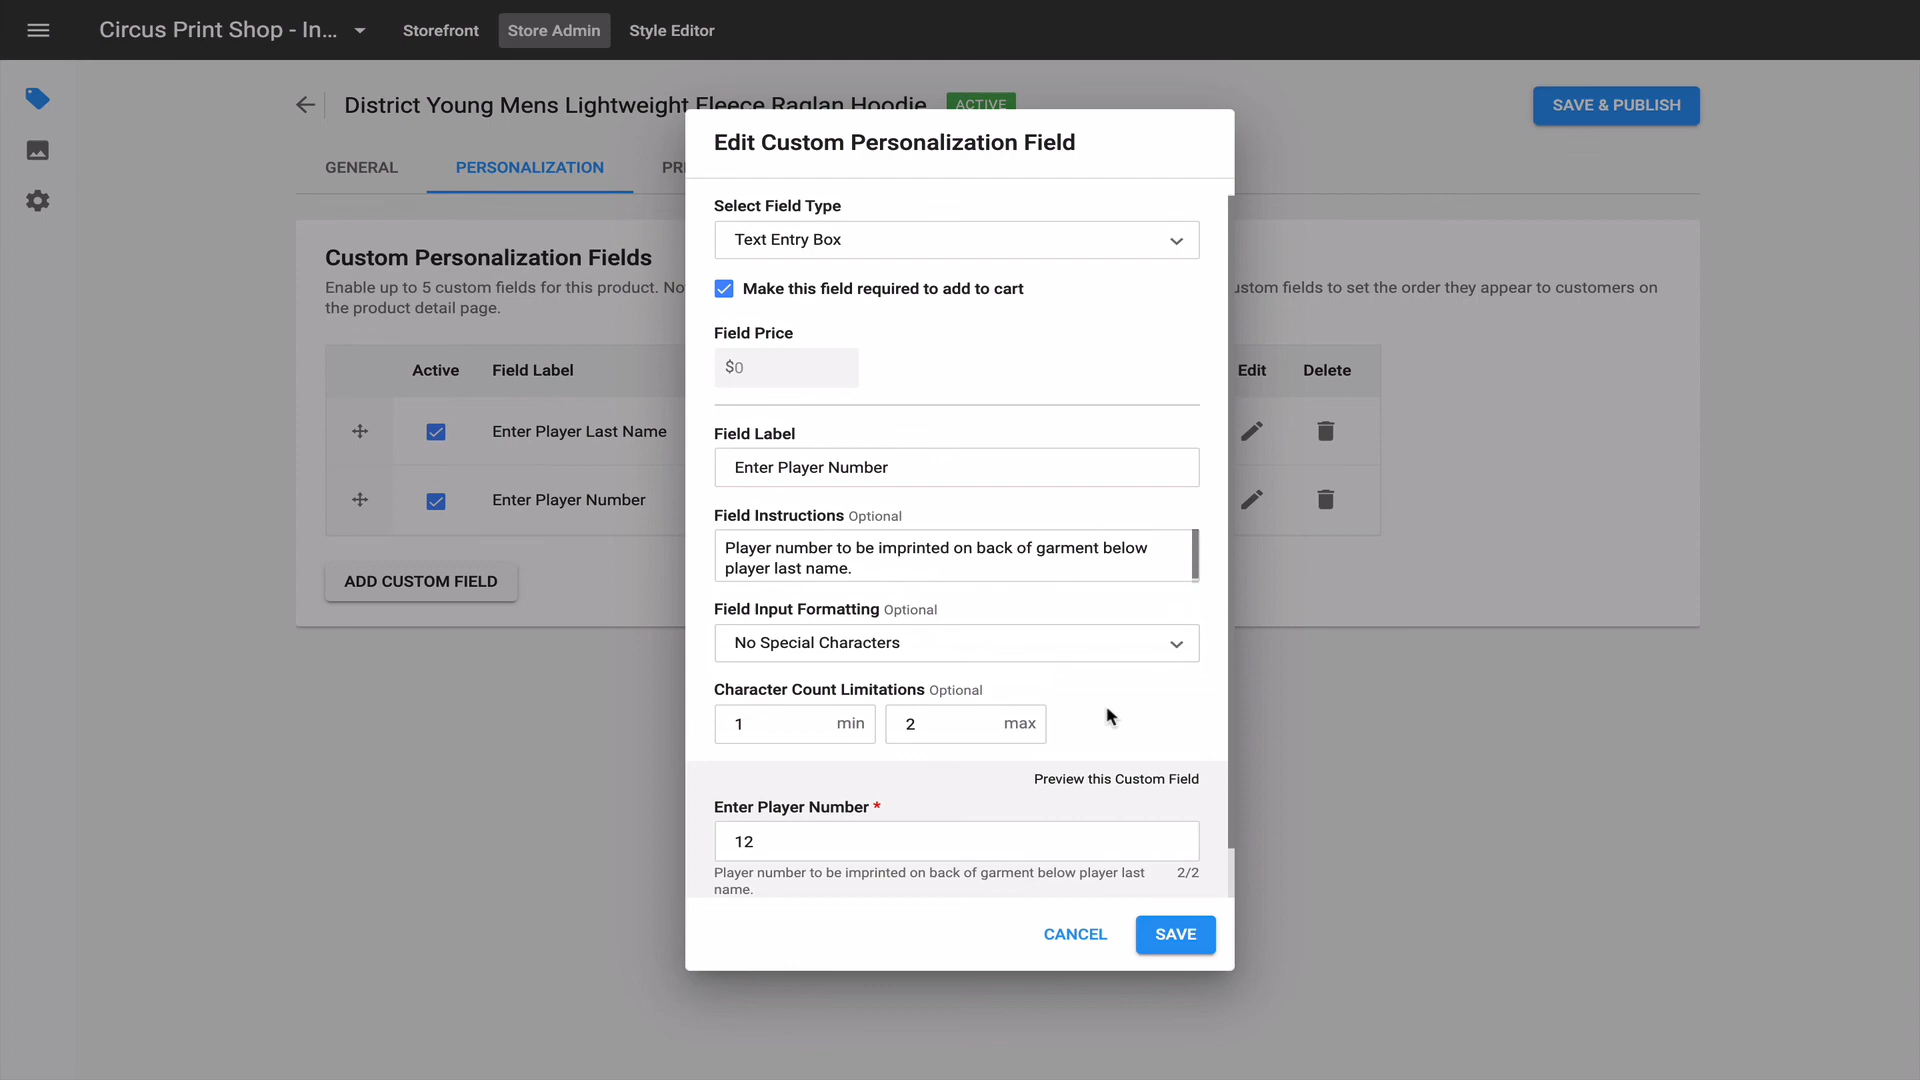 Circus Print Shop - In...
Storefront
Store Admin
Style Editor
District Young Mens Lightweight Fleece Raglan Hoodie
ACTIVE
SAVE & PUBLISH
GENERAL
PERSONALIZATION
PR
Custom Personalization Fields
Enable up to 5 custom fields for this product. No
ustom fields to set the order they appear to customers on
the product detail page.
Active
Field Label
Edit
Delete
Enter Player Last Name
Enter Player Number
ADD CUSTOM FIELD
Edit Custom Personalization Field
Select Field Type
Text Entry Box
Make this field required to add to cart
Field Price
$0
Field Label
Enter Player Number
Field Instructions Optional
Player number to be imprinted on back of garment below
player last name.
Field Input Formatting Optional
No Special Characters
Character Count Limitations Optional
1 min
2 max
Preview this Custom Field
Enter Player Number *
12
Player number to be imprinted on back of garment below player last
name.
2/2
CANCEL
SAVE